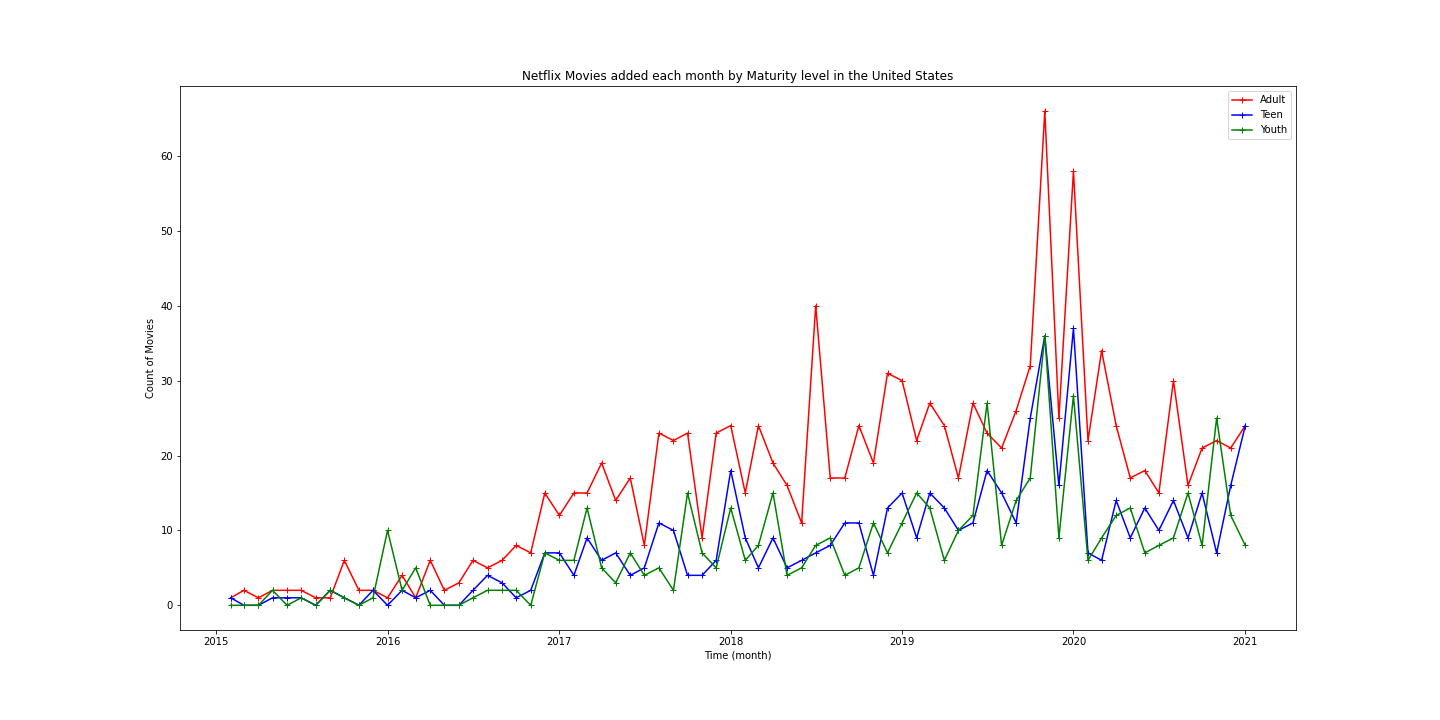 Netflix Movies added each month by Maturity level in the United States
Adult
Teen
Youth
60
50
40
30
20
10
0
Count of Movies
2015 2016 2017 2018 2019 2020 2021
Time (month)